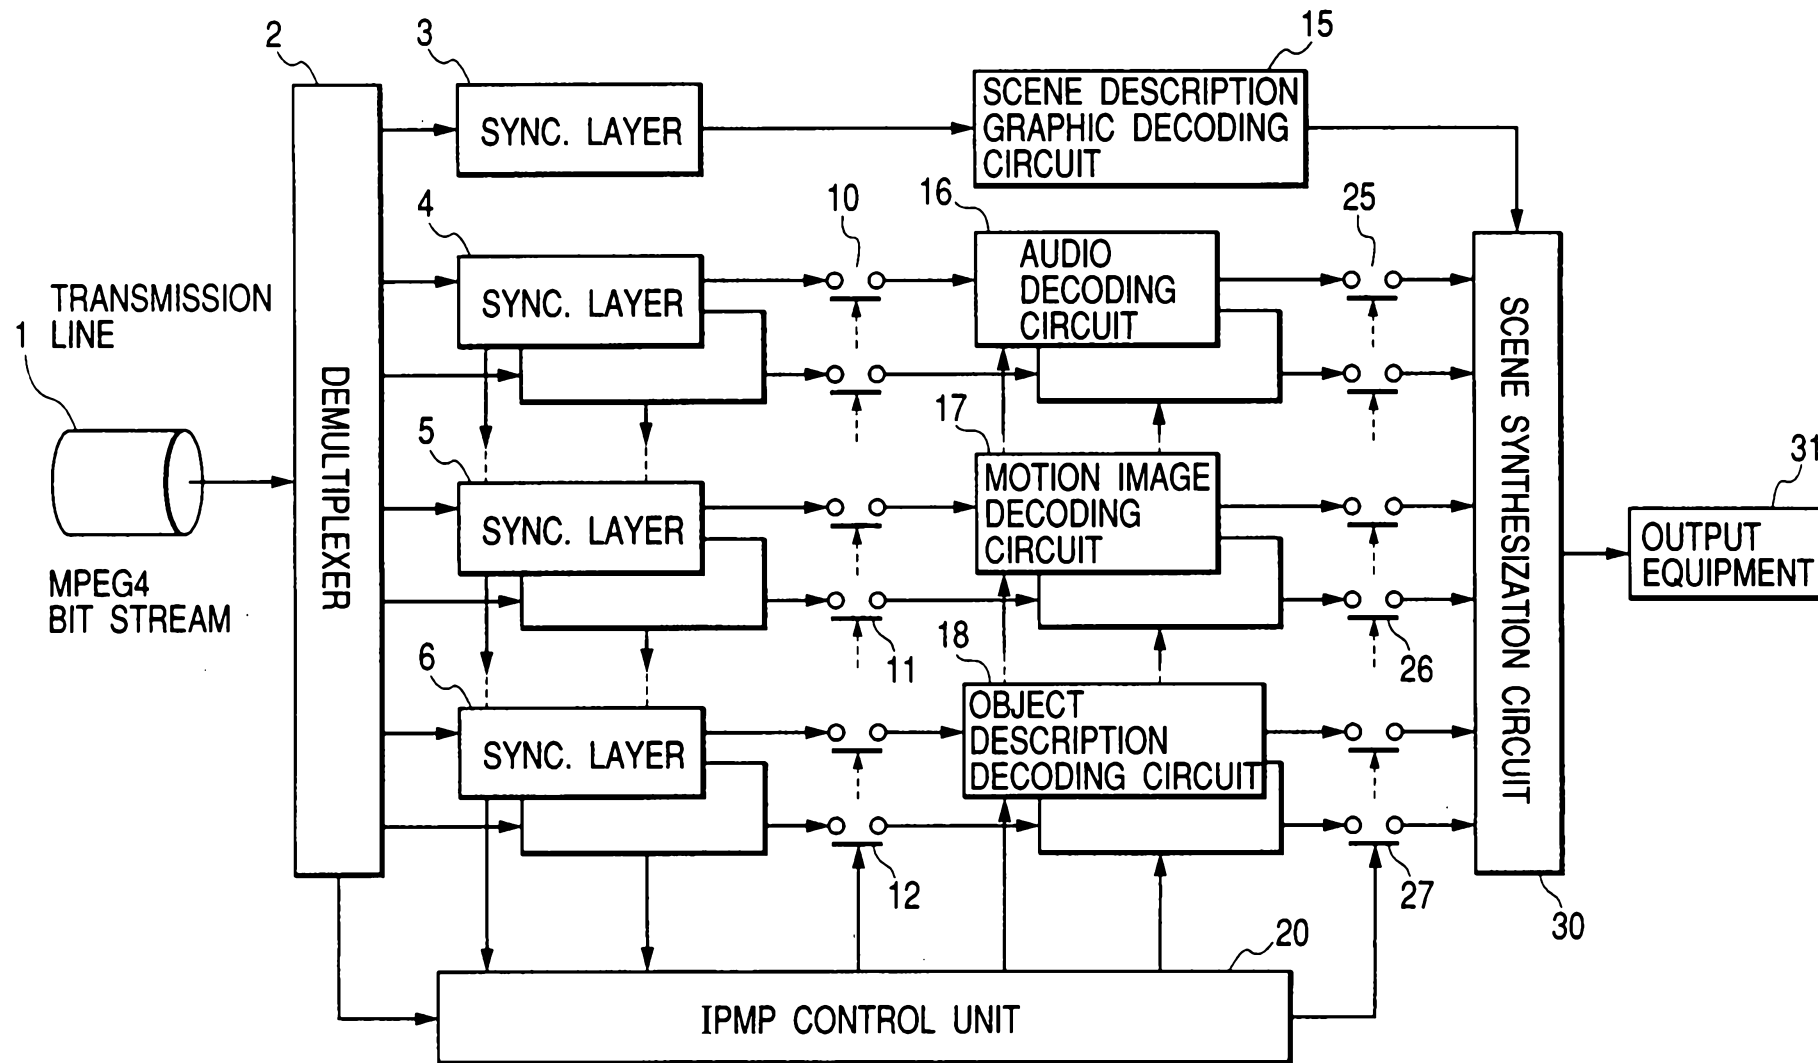 2
3
15
SYNC. LAYER
SCENE DESCRIPTION
GRAPHIC DECODING
CIRCUIT
4
10
16
25
TRANSMISSION
LINE
1
SYNC. LAYER
AUDIO
DECODING
CIRCUIT
DEMULTIPLEXER
SCENE SYNTHESIZATION CIRCUIT
5
17
31
MPEG4
BIT STREAM
SYNC. LAYER
MOTION IMAGE
DECODING
CIRCUIT
OUTPUT
EQUIPMENT
6
11
18
26
SYNC. LAYER
OBJECT
DESCRIPTION
DECODING CIRCUIT
12
27
30
20
IPMP CONTROL UNIT